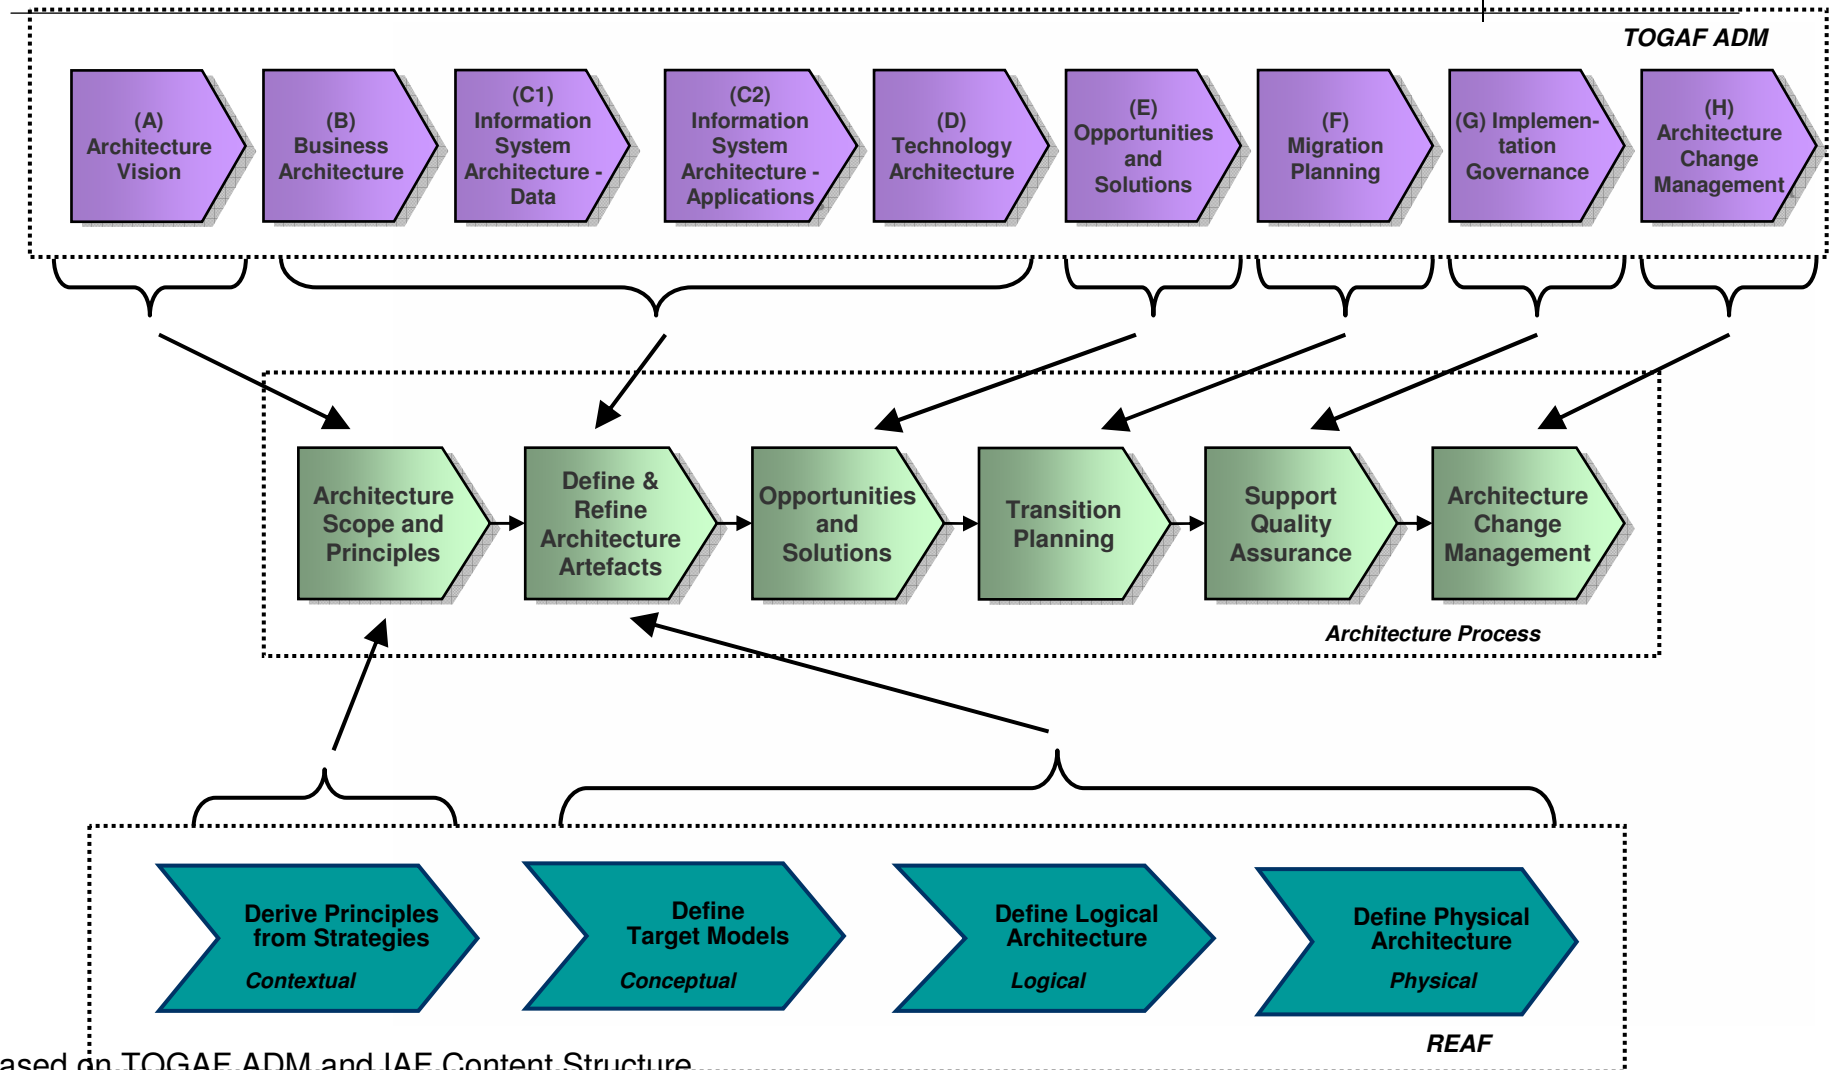 TOGAF ADM
(A)
Architecture
Vision
(B)
Business
Architecture
(C1)
Information
System
Architecture -
Data
(C2)
Information
System
Architecture -
Applications
(D)
Technology
Architecture
(E)
Opportunities
and
Solutions
(F)
Migration
Planning
(G) Implemen-
tation
Governance
(H)
Architecture
Change
Management
Architecture
Scope and
Principles
Define &
Refine
Architecture
Artefacts
Opportunities
and
Solutions
Transition
Planning
Support
Quality
Assurance
Architecture
Change
Management
Architecture Process
Derive Principles
from Strategies
Contextual
Define
Target Models
Conceptual
Define Logical
Architecture
Logical
Define Physical
Architecture
Physical
REAF
ased on TOGAF ADM and IAF Content Structure